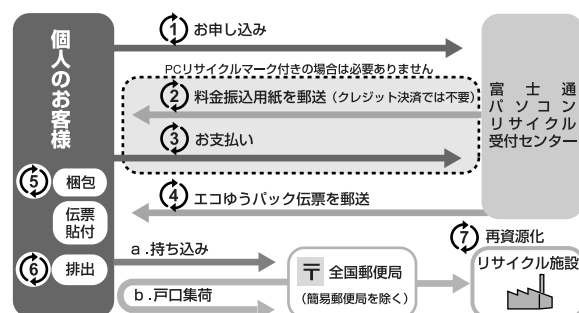 個人のお客様
① お申し込み
PCリサイクルマーク付きの場合は必要ありません
② 料金振込用紙を郵送(クレジット決済では不要)
③ お支払い
④ エコゆうパック伝票を郵送
富士通
パソコン
リサイクル
受付センター
⑤ 梱包
伝票
貼付
⑥ 排出
a.持ち込み
b.戸口集荷
〒 全国郵便局
(簡易郵便局を除く)
⑦ 再資源化
リサイクル施設